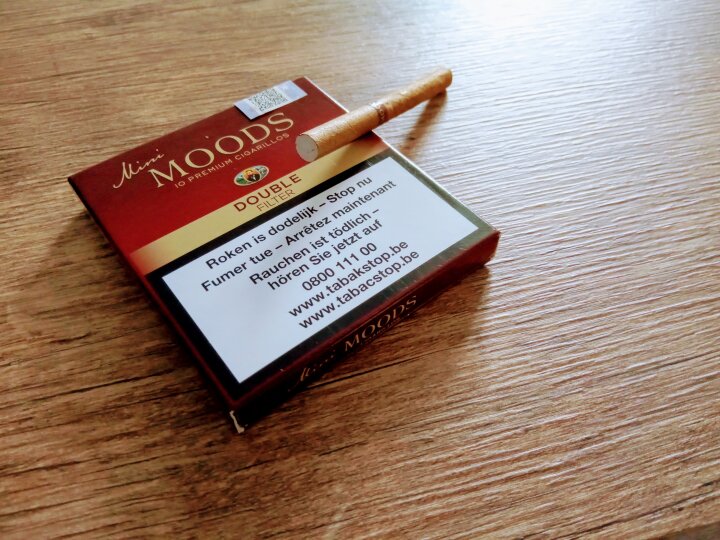 Mini
MOODS
10 PREMIUM CIGARILLOS
DOUBLE
FILTER
Roken is dodelijk – Stop nu
Fumer tue – Arrêtez maintenant
Rauchen ist tödlich –
hören Sie jetzt auf
0800 111 00
www.tabakstop.be
www.tabacstop.be
Mini MOODS